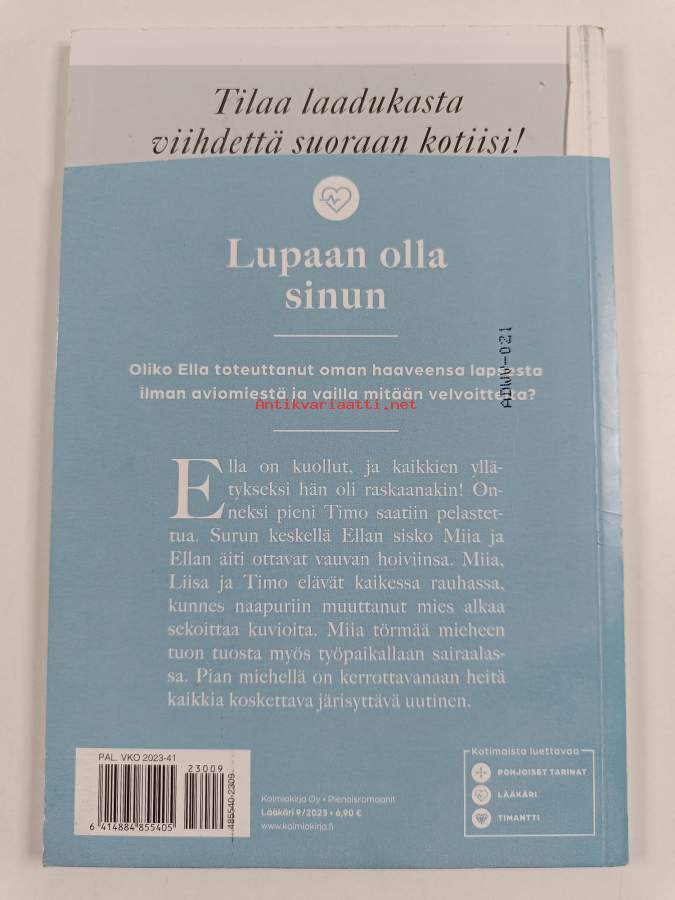 Tilaa laadukasta
viihdettä suoraan kotiisi!
Lupaan olla
sinun
Oliko Ella toteuttanut oman haaveensa lapsesta
ilman aviomiestä ja vailla mitään velvoitteita?
Antikvariaatti.net
ADWV-021
Ella on kuollut, ja kaikkien yllä-
tykseksi hän oli raskaanakin! On-
neksi pieni Timo saatiin pelastet-
tua. Surun keskellä Ellan sisko Miia ja
Ellan äiti ottavat vauvan hoiviinsa. Miia,
Liisa ja Timo elävät kaikessa rauhassa,
kunnes naapuriin muuttanut mies alkaa
sekoittaa kuvioita. Miia törmää mieheen
tuon tuosta myös työpaikallaan sairaalas-
sa. Pian miehellä on kerrottavanaan heitä
kaikkia koskettava järisyttävä uutinen.
PAL. VKO 2023-41
23009
6 414884 855405
485540-2309
Kolmiokirja Oy • Pienoisromaanit
Lääkäri 9/2023 • 6,90 €
www.kolmiokirja.fi
Kotimaista luettavaa
POHJOISET TARINAT
LÄÄKÄRI
TIMANTTI